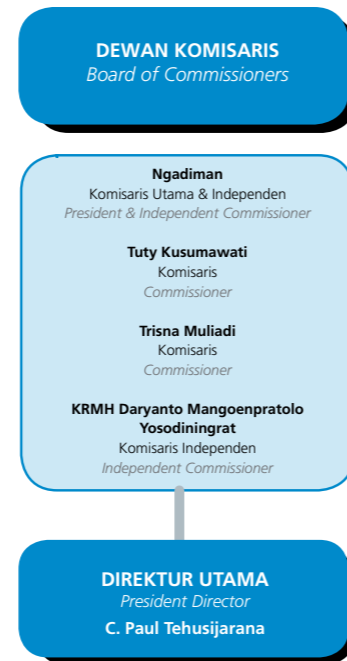 DEWAN KOMISARIS
Board of Commissioners
Ngadiman
Komisaris Utama & Independen
President & Independent Commissioner
Tuty Kusumawati
Komisaris
Commissioner
Trisna Muliadi
Komisaris
Commissioner
KRMH Daryanto Mangoenpratolo
Yosodiningrat
Komisaris Independen
Independent Commissioner
DIREKTUR UTAMA
President Director
C. Paul Tehusijarana